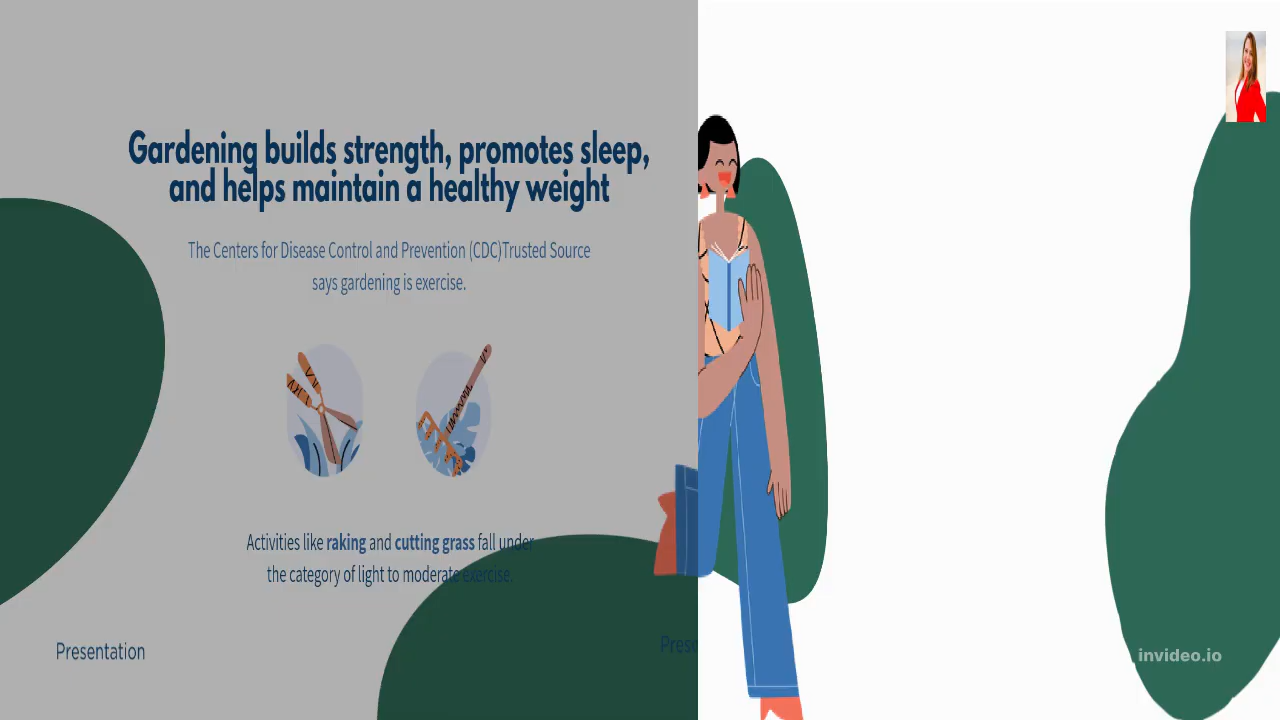 Gardening builds strength, promotes sleep,
and helps maintain a healthy weight
The Centers for Disease Control and Prevention (CDC)Trusted Source
says gardening is exercise.
Activities like raking and cutting grass fall under
the category of light to moderate exercise.
Presentation
invideo.io